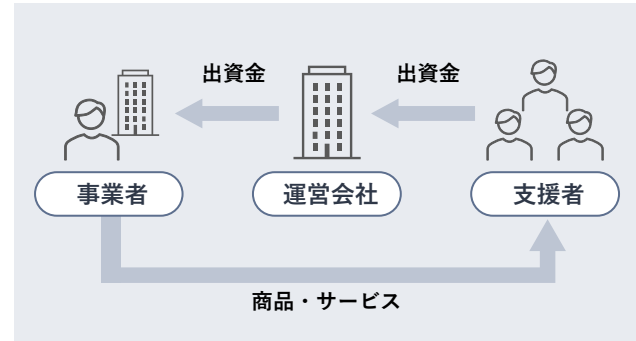 出資金
出資金
事業者
運営会社
支援者
商品・サービス